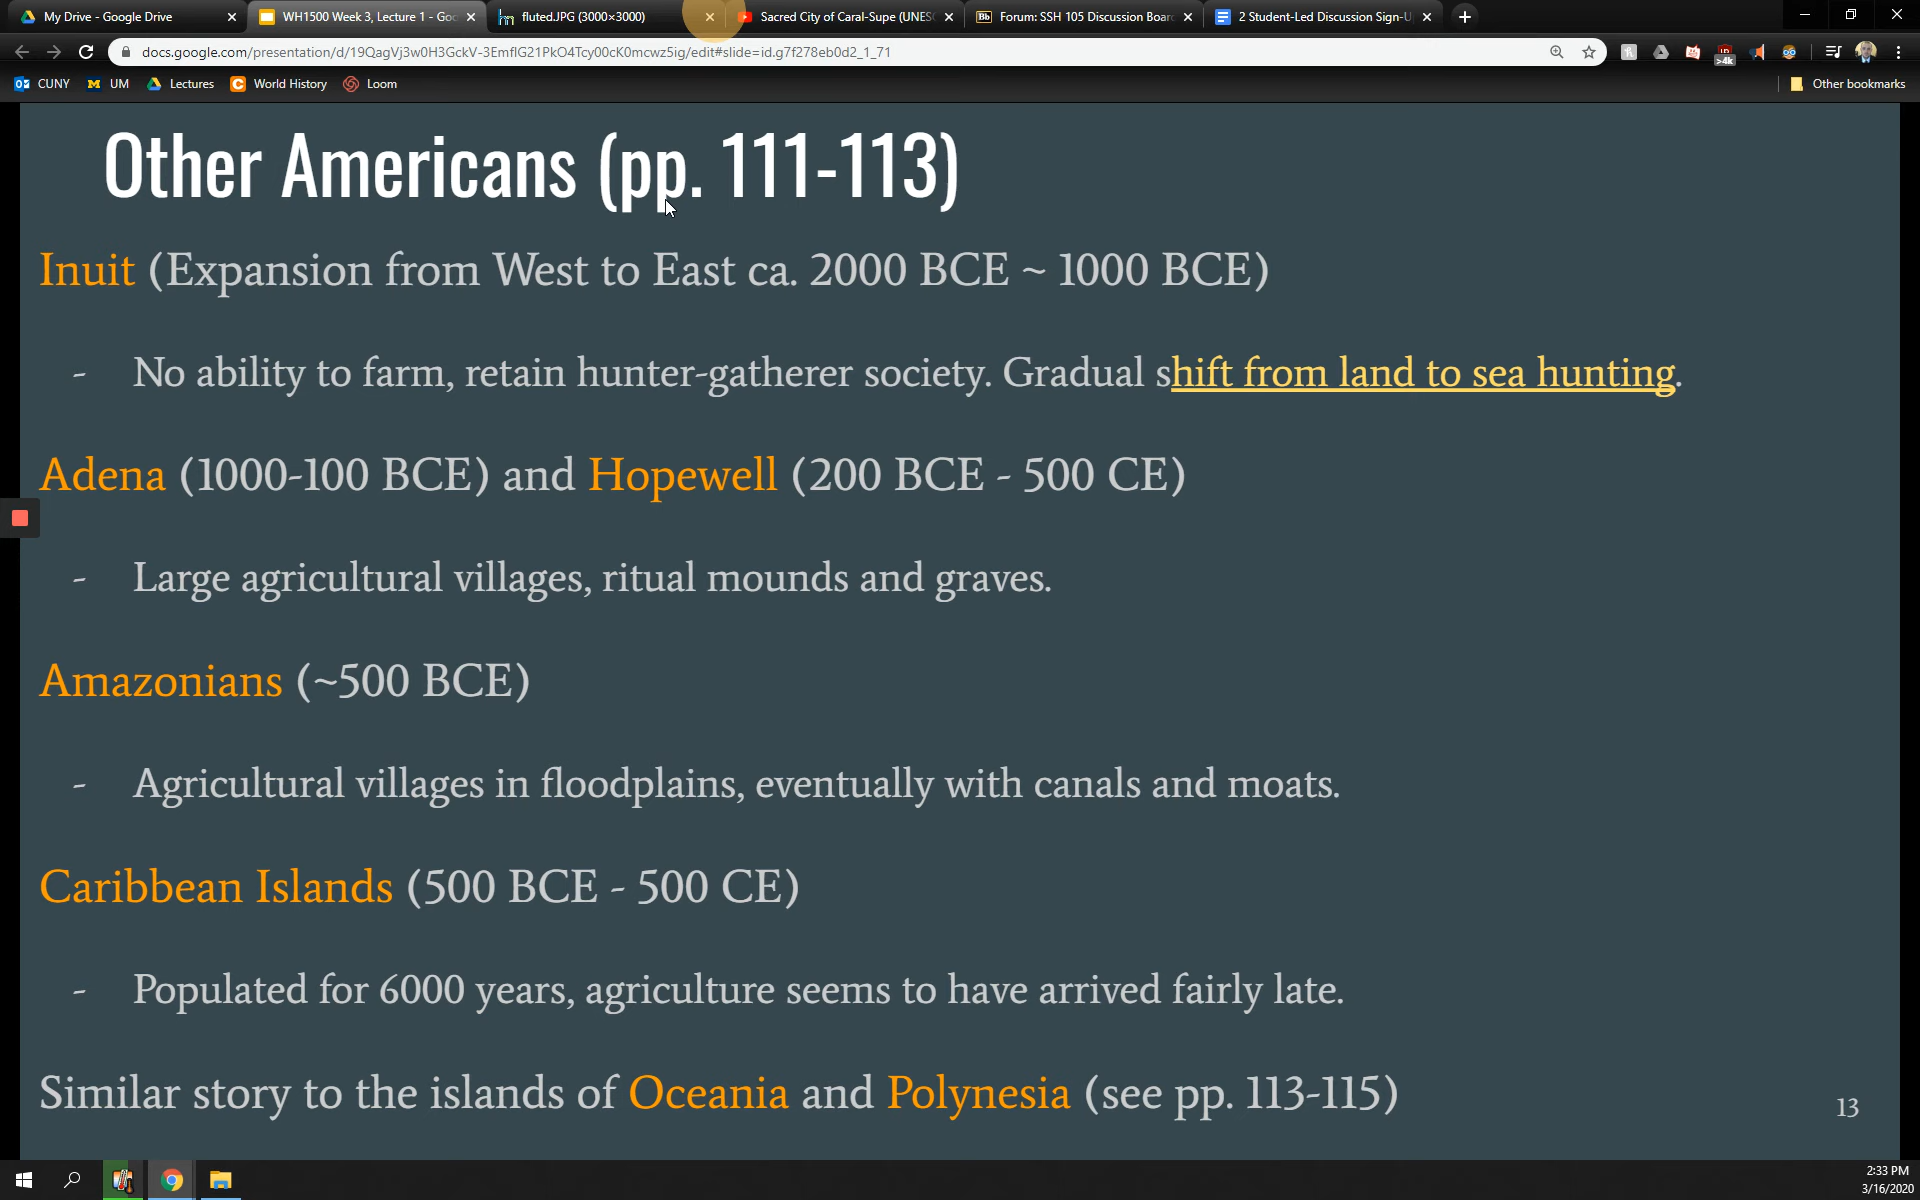 My Drive - Google Drive
WH1500 Week 3, Lecture 1 - Goo
fluted.JPG (3000×3000)
Sacred City of Caral-Supe (UNESC
Forum: SSH 105 Discussion Board
2 Student-Led Discussion Sign-U
docs.google.com/presentation/d/19QagVj3w0H3GckV-3EmflG21PkO4Tcy00cK0mcwz5ig/edit#slide=id.g7f278eb0d2_1_71
>4k
CUNY
UM
Lectures
World History
Loom
Other bookmarks
Other Americans (pp. 111-113)
Inuit (Expansion from West to East ca. 2000 BCE ~ 1000 BCE)
- No ability to farm, retain hunter-gatherer society. Gradual shift from land to sea hunting.
Adena (1000-100 BCE) and Hopewell (200 BCE - 500 CE)
- Large agricultural villages, ritual mounds and graves.
Amazonians (~500 BCE)
- Agricultural villages in floodplains, eventually with canals and moats.
Caribbean Islands (500 BCE - 500 CE)
- Populated for 6000 years, agriculture seems to have arrived fairly late.
Similar story to the islands of Oceania and Polynesia (see pp. 113-115)
13
2:33 PM
3/16/2020